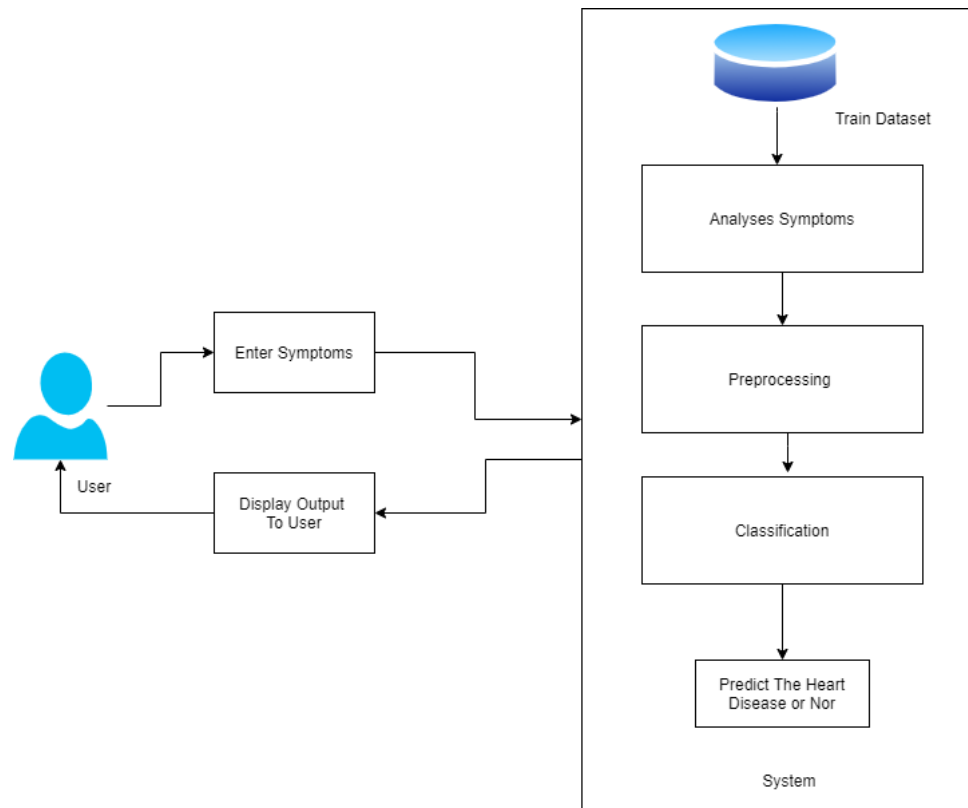 Train Dataset
Analyses Symptoms
Enter Symptoms
Preprocessing
User
Display Output
To User
Classification
Predict The Heart
Disease or Nor
System